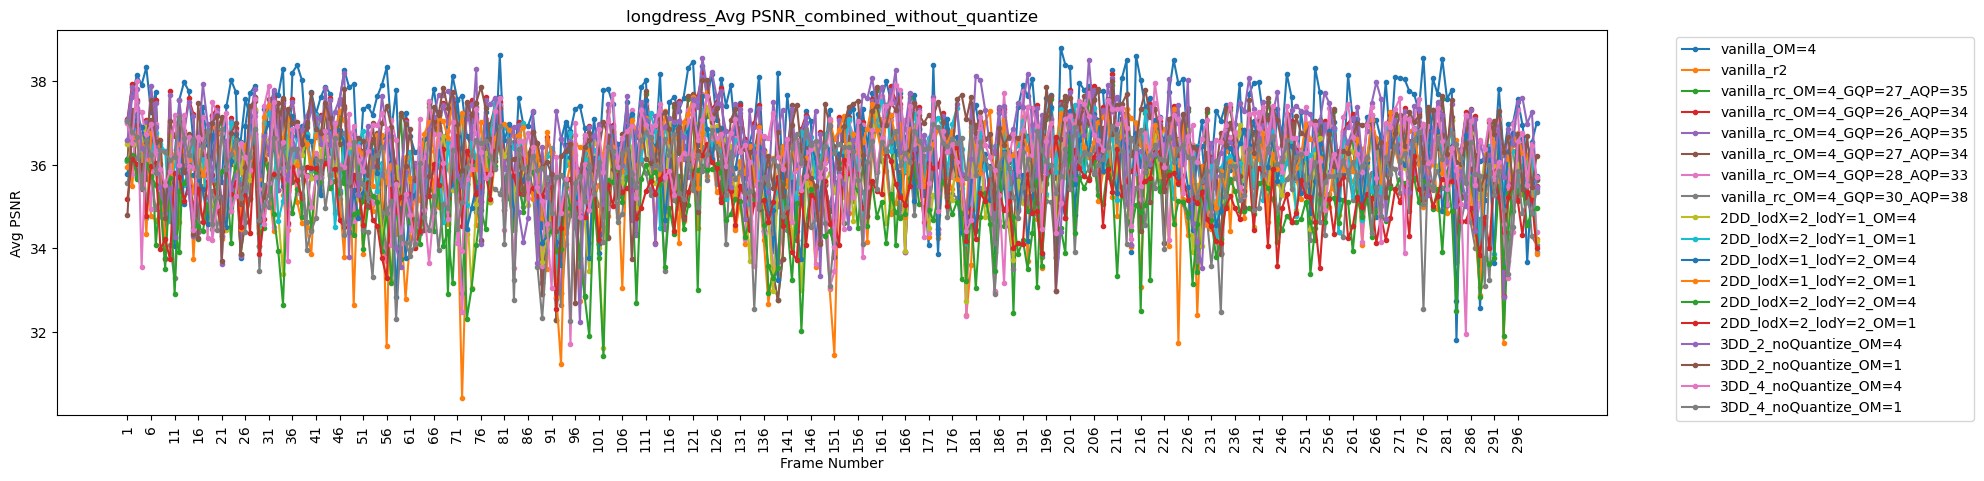 longdress_Avg PSNR_combined_without_quantize
Avg PSNR
38
36
34
32
1 6 11 16 21 26 31 36 41 46 51 56 61 66 71 76 81 86 91 96 101 106 111 116 121 126 131 136 141 146 151 156 161 166 171 176 181 186 191 196 201 206 211 216 221 226 231 236 241 246 251 256 261 266 271 276 281 286 291 296
Frame Number
vanilla_OM=4
vanilla_r2
vanilla_rc_OM=4_GQP=27_AQP=35
vanilla_rc_OM=4_GQP=26_AQP=34
vanilla_rc_OM=4_GQP=26_AQP=35
vanilla_rc_OM=4_GQP=27_AQP=34
vanilla_rc_OM=4_GQP=28_AQP=33
vanilla_rc_OM=4_GQP=30_AQP=38
2DD_lodX=2_lodY=1_OM=4
2DD_lodX=2_lodY=1_OM=1
2DD_lodX=1_lodY=2_OM=4
2DD_lodX=1_lodY=2_OM=1
2DD_lodX=2_lodY=2_OM=4
2DD_lodX=2_lodY=2_OM=1
3DD_2_noQuantize_OM=4
3DD_2_noQuantize_OM=1
3DD_4_noQuantize_OM=4
3DD_4_noQuantize_OM=1